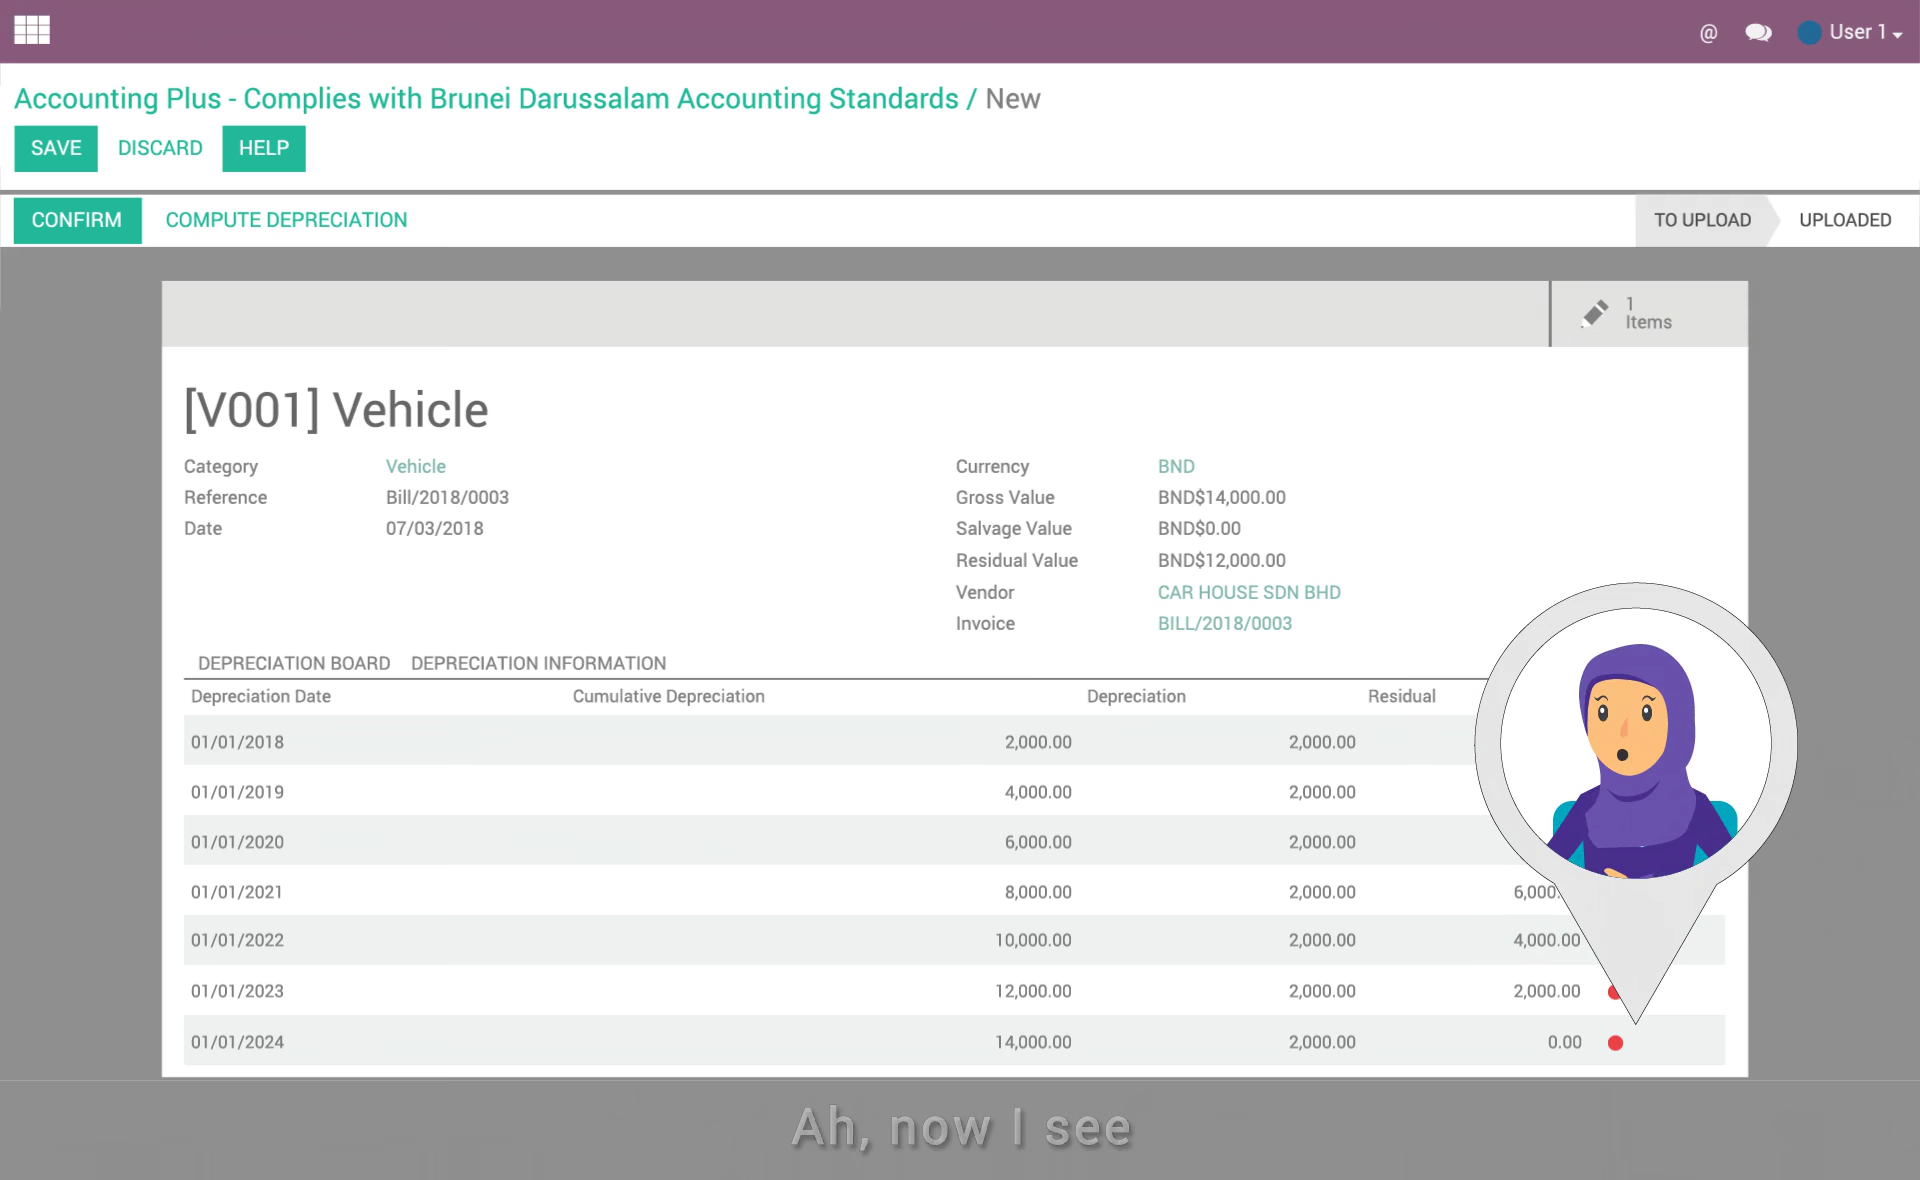 @ User 1
Accounting Plus - Complies with Brunei Darussalam Accounting Standards / New
SAVE DISCARD HELP
CONFIRM COMPUTE DEPRECIATION TO UPLOAD UPLOADED
1
Items
[V001] Vehicle
Category Vehicle Currency BND
Reference Bill/2018/0003 Gross Value BND$14,000.00
Date 07/03/2018 Salvage Value BND$0.00
Residual Value BND$12,000.00
Vendor CAR HOUSE SDN BHD
Invoice BILL/2018/0003
DEPRECIATION BOARD DEPRECIATION INFORMATION
Depreciation Date Cumulative Depreciation Depreciation Residual
01/01/2018 2,000.00 2,000.00
01/01/2019 4,000.00 2,000.00
01/01/2020 6,000.00 2,000.00
01/01/2021 8,000.00 2,000.00 6,000.
01/01/2022 10,000.00 2,000.00 4,000.00
01/01/2023 12,000.00 2,000.00 2,000.00
01/01/2024 14,000.00 2,000.00 0.00
Ah, now I see